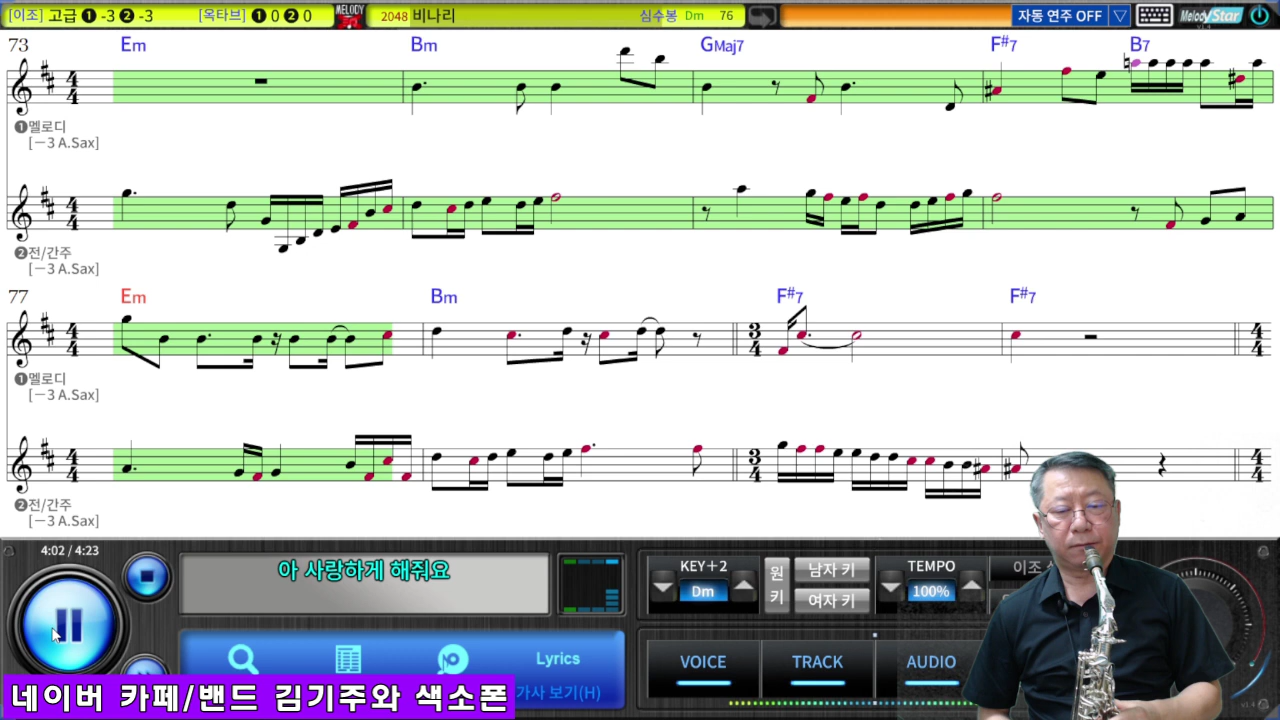 [이조] 고급 ❶ -3 ❷ -3 [옥타브] ❶ 0 ❷ 0 MELODY 2048 비나리 심수봉 Dm 76 자동 연주 OFF ▽ MelodyStar
73 Em Bm GMaj7 F#7 B7
❶멜로디
[-3 A.Sax]
❷전/간주
[-3 A.Sax]
77 Em Bm F#7 F#7
❶멜로디
[-3 A.Sax]
❷전/간주
[-3 A.Sax]
4:02 / 4:23
아 사랑하게 해줘요
KEY+2
Dm
원키
남자 키
여자 키
TEMPO
100%
이조
Lyrics
가사 보기(H)
VOICE TRACK AUDIO
네이버 카페/밴드 김기주와 색소폰